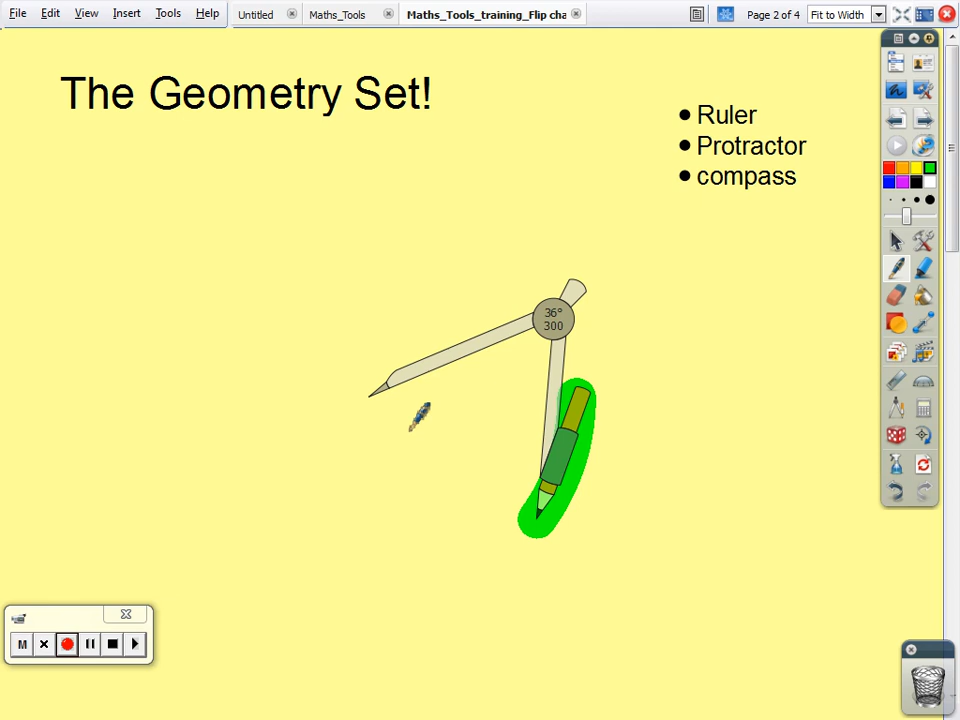 File Edit View Insert Tools Help Untitled Maths_Tools Maths_Tools_training_Flip cha Page 2 of 4 Fit to Width
The Geometry Set!
• Ruler
• Protractor
• compass
36°
300
M